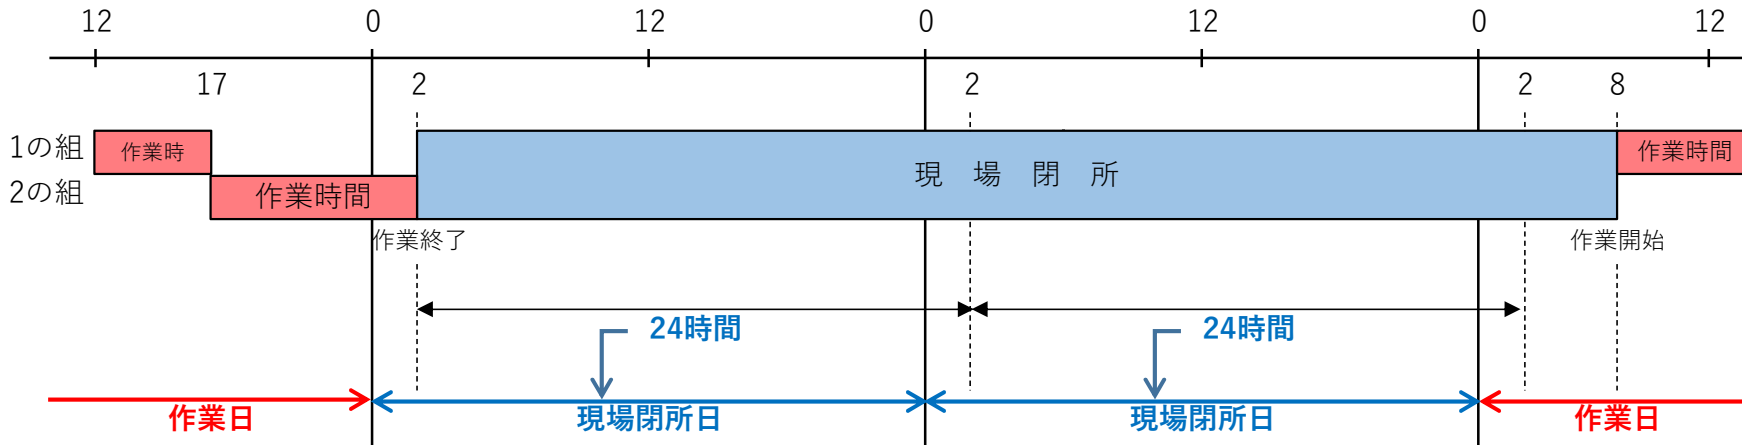 12 0 12 0 12 0 12
17 2 2 2 8
1の組 作業時 現場閉所 作業時間
2の組 作業時間
作業終了 作業開始
24時間 24時間
作業日 現場閉所日 現場閉所日 作業日